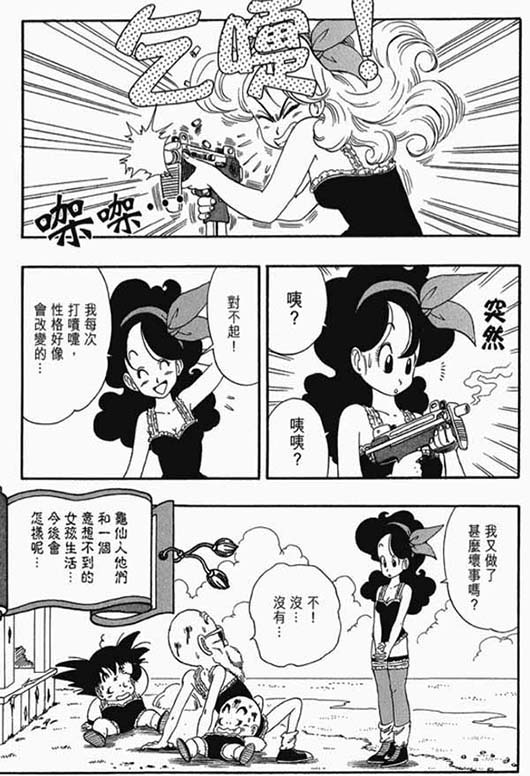 乞嚏！
喀喀．
突然
咦？
咦咦？
對不起！
我每次
打噴嚏，
性格好像
會改變的…
我又做了
甚麼壞事嗎？
不！
沒…
沒有…
龜仙人他們
和一個
意想不到的
女孩生活…
今後會
怎樣呢…